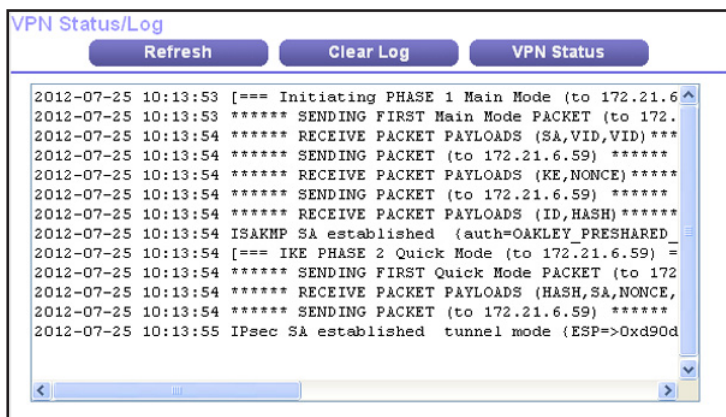 VPN Status/Log
Refresh Clear Log VPN Status
2012-07-25 10:13:53 [=== Initiating PHASE 1 Main Mode (to 172.21.6
2012-07-25 10:13:53 ****** SENDING FIRST Main Mode PACKET (to 172.
2012-07-25 10:13:54 ****** RECEIVE PACKET PAYLOADS (SA,VID,VID)****
2012-07-25 10:13:54 ****** SENDING PACKET (to 172.21.6.59) ******
2012-07-25 10:13:54 ****** RECEIVE PACKET PAYLOADS (KE,NONCE)******
2012-07-25 10:13:54 ****** SENDING PACKET (to 172.21.6.59) ******
2012-07-25 10:13:54 ****** RECEIVE PACKET PAYLOADS (ID,HASH)******
2012-07-25 10:13:54 ISAKMP SA established (auth=OAKLEY_PRESHARED_
2012-07-25 10:13:54 [=== IKE PHASE 2 Quick Mode (to 172.21.6.59) =
2012-07-25 10:13:54 ****** SENDING FIRST Quick Mode PACKET (to 172
2012-07-25 10:13:54 ****** RECEIVE PACKET PAYLOADS (HASH,SA,NONCE,
2012-07-25 10:13:54 ****** SENDING PACKET (to 172.21.6.59) ******
2012-07-25 10:13:55 IPsec SA established tunnel mode {ESP=>0xd90d